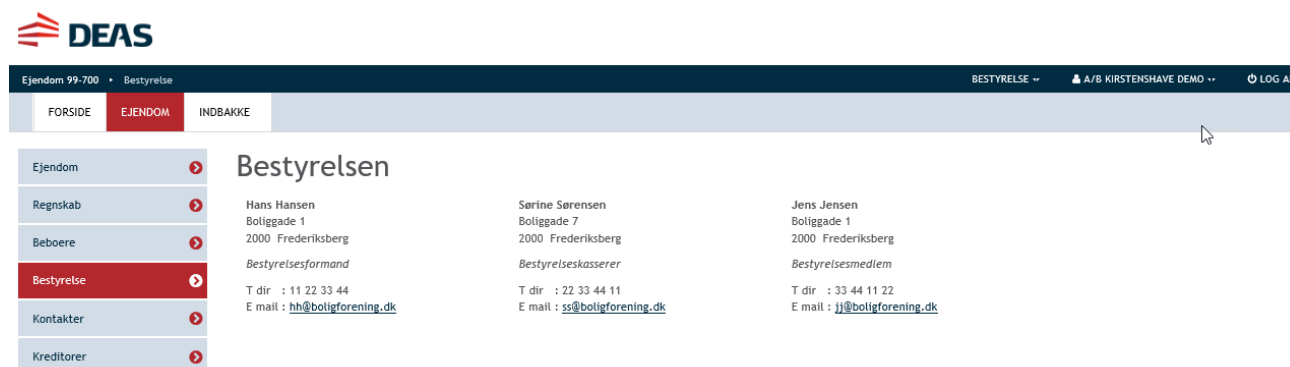 DEAS
Ejendom 99-700 • Bestyrelse
BESTYRELSE
A/B KIRSTENSHAVE DEMO
LOG A
FORSIDE
EJENDOM
INDBAKKE
Ejendom
Regnskab
Beboere
Bestyrelse
Kontakter
Kreditorer
Bestyrelsen
Hans Hansen
Boliggade 1
2000 Frederiksberg
Bestyrelsesformand
T dir : 11 22 33 44
E mail : hh@boligforening.dk
Sørine Sørensen
Boliggade 7
2000 Frederiksberg
Bestyrelseskasserer
T dir : 22 33 44 11
E mail : ss@boligforening.dk
Jens Jensen
Boliggade 1
2000 Frederiksberg
Bestyrelsesmedlem
T dir : 33 44 11 22
E mail : jj@boligforening.dk